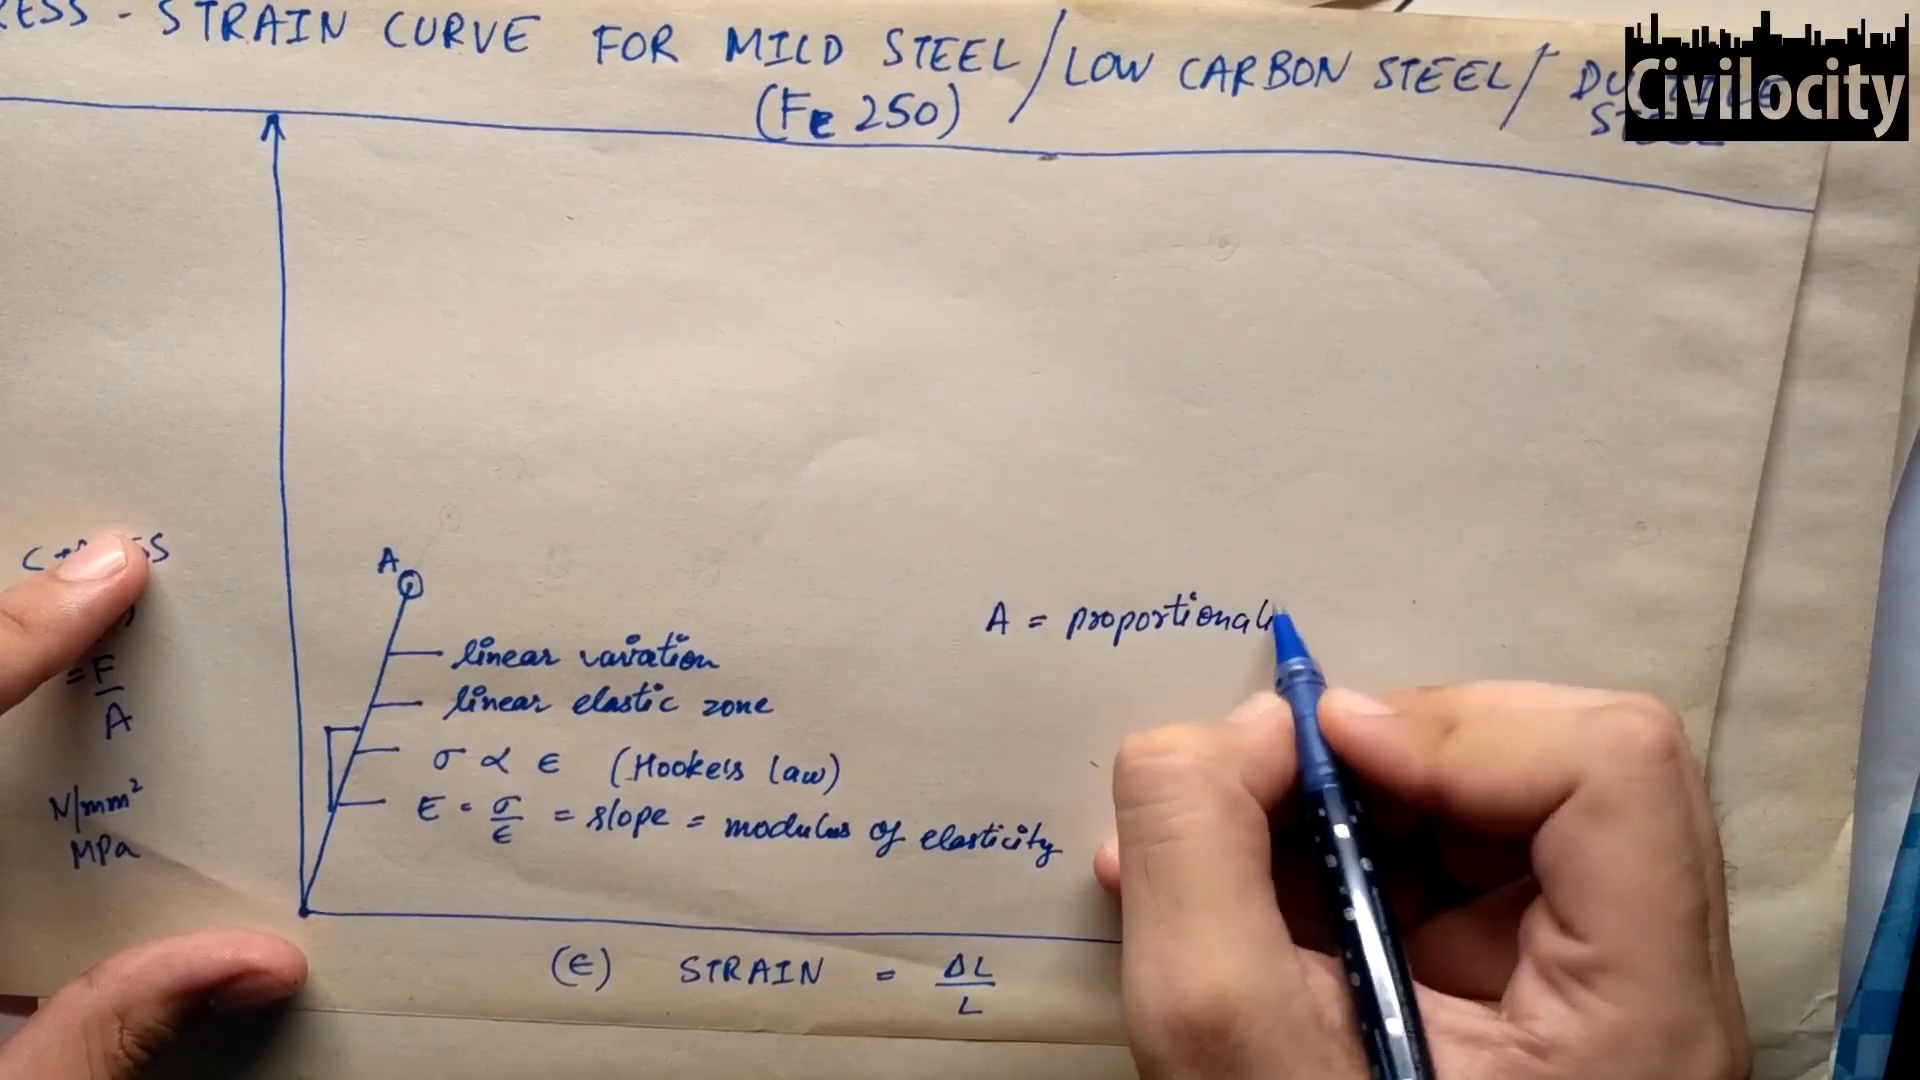 STRAIN CURVE FOR MILD STEEL / LOW CARBON STEEL /
(Fe 250)
Civilocity
A
linear variation
linear elastic zone
σ ∝ ϵ (Hooke's law)
E = σ/ϵ = slope = modulus of elasticity
A = proportionali
= F/A
N/mm²
MPa
(ϵ) STRAIN = ΔL/L